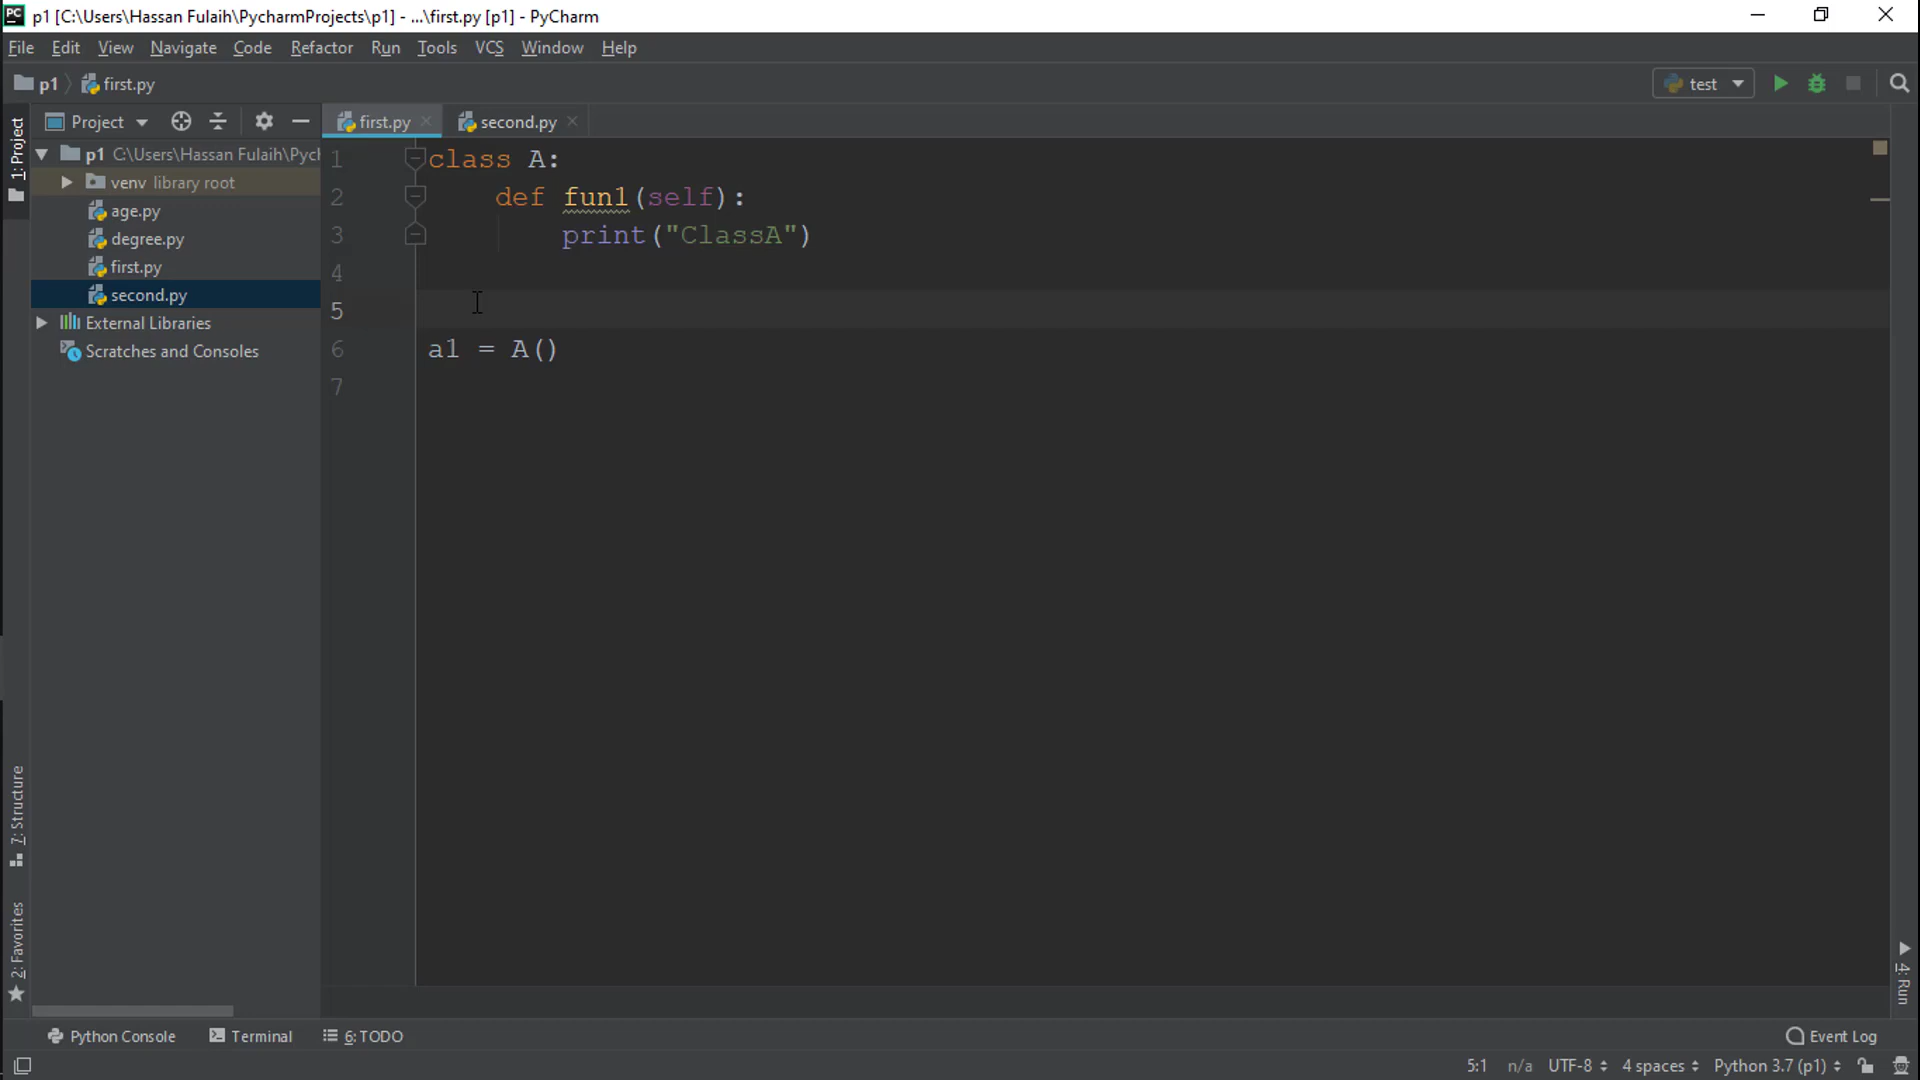 PC p1 [C:\Users\Hassan Fulaih\PycharmProjects\p1] - ...\first.py [p1] - PyCharm
File Edit View Navigate Code Refactor Run Tools VCS Window Help
p1 first.py test
1: Project
Project
first.py
second.py
p1 C:\Users\Hassan Fulaih\Pych
venv library root
age.py
degree.py
first.py
second.py
External Libraries
Scratches and Consoles
1 class A:
2 def fun1(self):
3 print("ClassA")
4
5
6 a1 = A()
7
7: Structure
2: Favorites
4: Run
Python Console Terminal 6: TODO Event Log
5:1 n/a UTF-8 4 spaces Python 3.7 (p1)